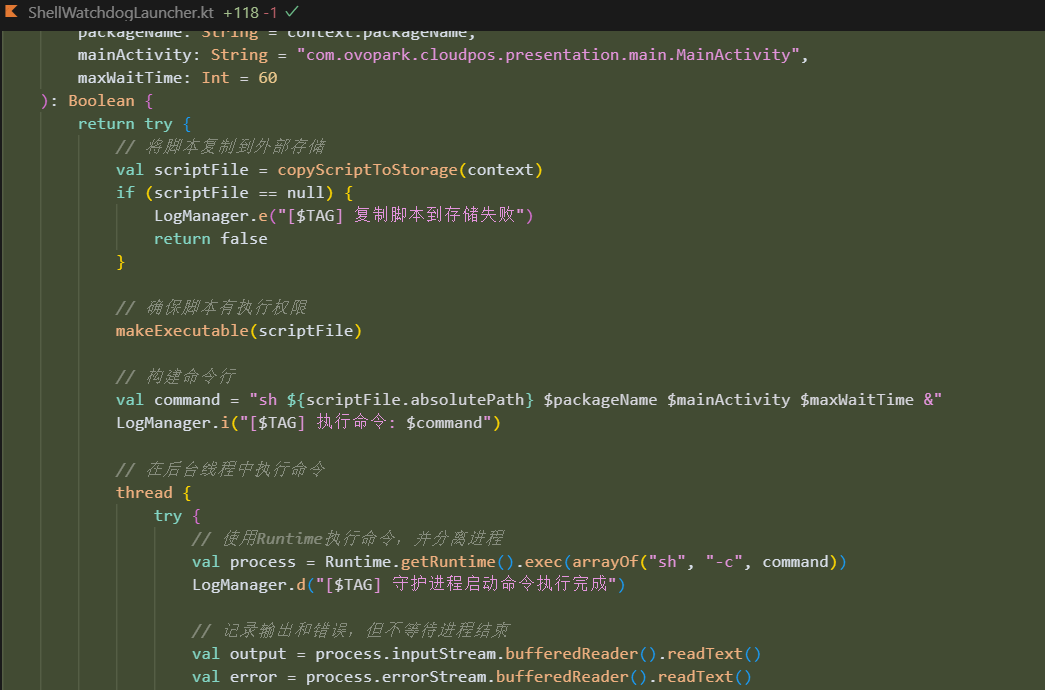 ShellWatchdogLauncher.kt +118 -1
packageName: String = context.packageName,
mainActivity: String = "com.ovopark.cloudpos.presentation.main.MainActivity",
maxWaitTime: Int = 60
): Boolean {
return try {
// 将脚本复制到外部存储
val scriptFile = copyScriptToStorage(context)
if (scriptFile == null) {
LogManager.e("[$TAG] 复制脚本到存储失败")
return false
}
// 确保脚本有执行权限
makeExecutable(scriptFile)
// 构建命令行
val command = "sh ${scriptFile.absolutePath} $packageName $mainActivity $maxWaitTime &"
LogManager.i("[$TAG] 执行命令: $command")
// 在后台线程中执行命令
thread {
try {
// 使用Runtime执行命令，并分离进程
val process = Runtime.getRuntime().exec(arrayOf("sh", "-c", command))
LogManager.d("[$TAG] 守护进程启动命令执行完成")
// 记录输出和错误，但不等待进程结束
val output = process.inputStream.bufferedReader().readText()
val error = process.errorStream.bufferedReader().readText()